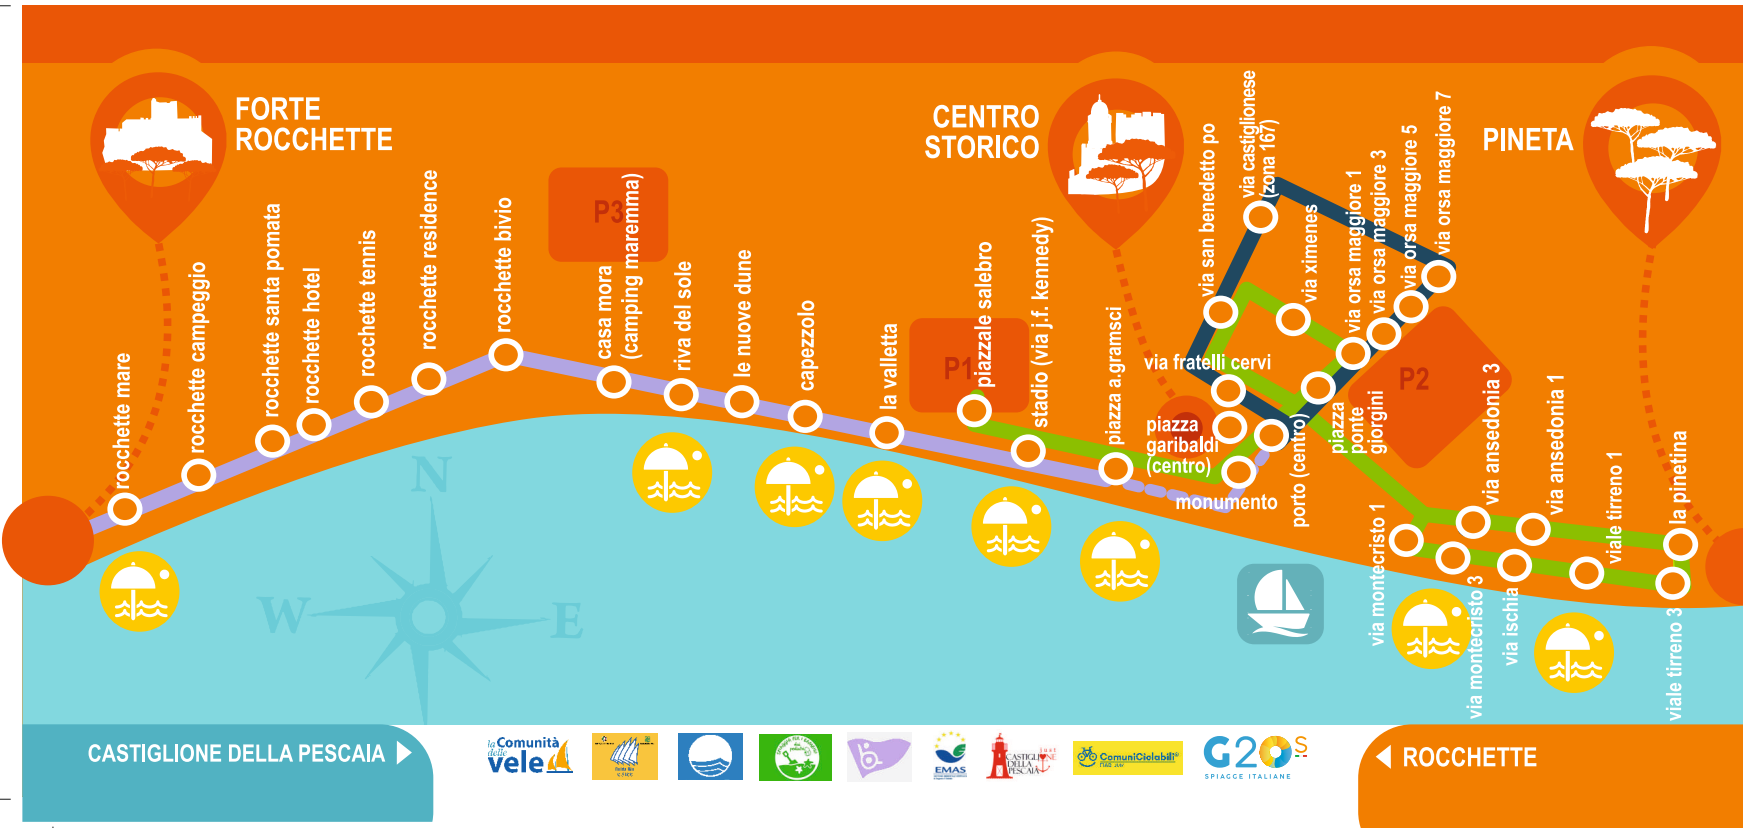 FORTE
ROCCHETTE
CENTRO
STORICO
PINETA
rocchette mare
rocchette campeggio
rocchette santa pomata
rocchette hotel
rocchette tennis
rocchette residence
rocchette bivio
P3
casa mora
(camping maremma)
riva del sole
le nuove dune
capezzolo
la valletta
P1
piazzale salebro
stadio (via j.f. kennedy)
piazza a.gramsci
via san benedetto po
via castiglionese
(zona 167)
via ximenes
via orsa maggiore 1
via orsa maggiore 3
via orsa maggiore 5
via orsa maggiore 7
via fratelli cervi
piazza
garibaldi
(centro)
monumento
porto (centro)
piazza
ponte
giorgini
P2
via montecristo 1
via montecristo 3
via ansedonia 3
via ischia
via ansedonia 1
viale tirreno 1
la pinetina
viale tirreno 3
N
W
E
CASTIGLIONE DELLA PESCAIA
la Comunità
delle
vele
EMAS
CASTIGLIONE
DELLA
PESCAIA
ComuniCiclabili
G20S
SPIAGGE ITALIANE
ROCCHETTE